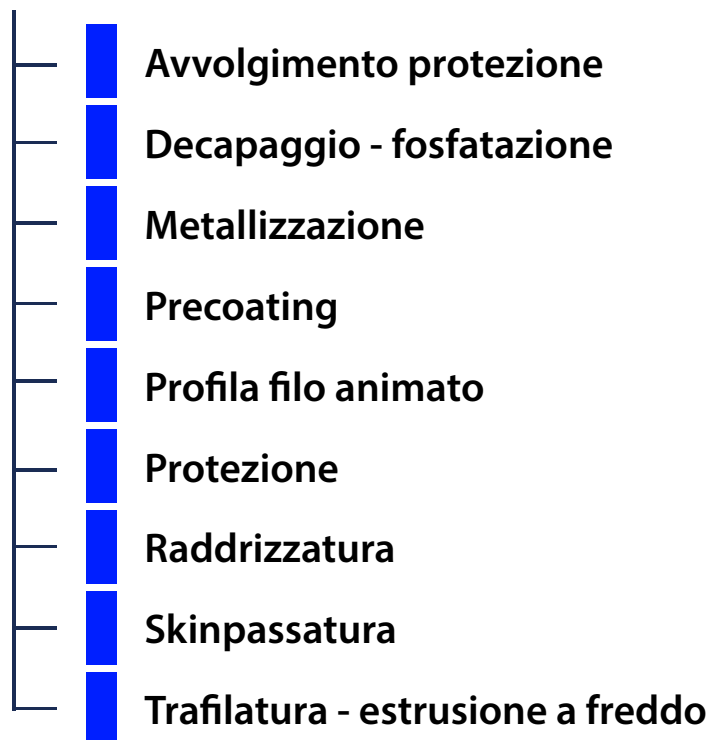 Avvolgimento protezione
Decapaggio - fosfatazione
Metallizzazione
Precoating
Profila filo animato
Protezione
Raddrizzatura
Skinpassatura
Trafilatura - estrusione a freddo